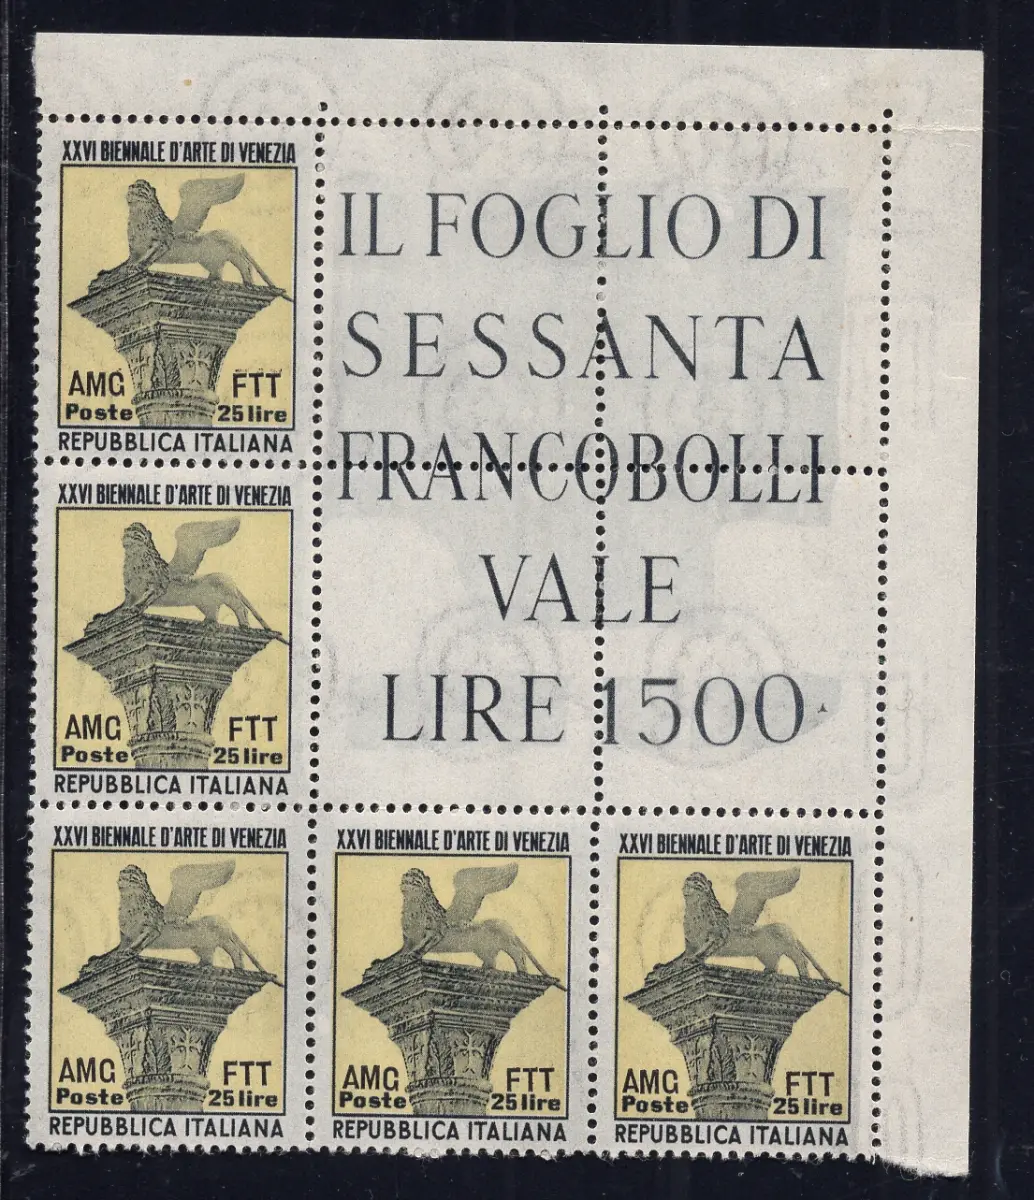 XXVI BIENNALE D'ARTE DI VENEZIA
AMG FTT
Poste 25 lire
REPUBBLICA ITALIANA
IL FOGLIO DI
SESSANTA
FRANCOBOLLI
VALE
LIRE 1500
XXVI BIENNALE D'ARTE DI VENEZIA
AMG FTT
Poste 25 lire
REPUBBLICA ITALIANA
XXVI BIENNALE D'ARTE DI VENEZIA
AMG FTT
Poste 25 lire
REPUBBLICA ITALIANA
XXVI BIENNALE D'ARTE DI VENEZIA
AMG FTT
Poste 25 lire
REPUBBLICA ITALIANA
XXVI BIENNALE D'ARTE DI VENEZIA
AMG FTT
Poste 25 lire
REPUBBLICA ITALIANA